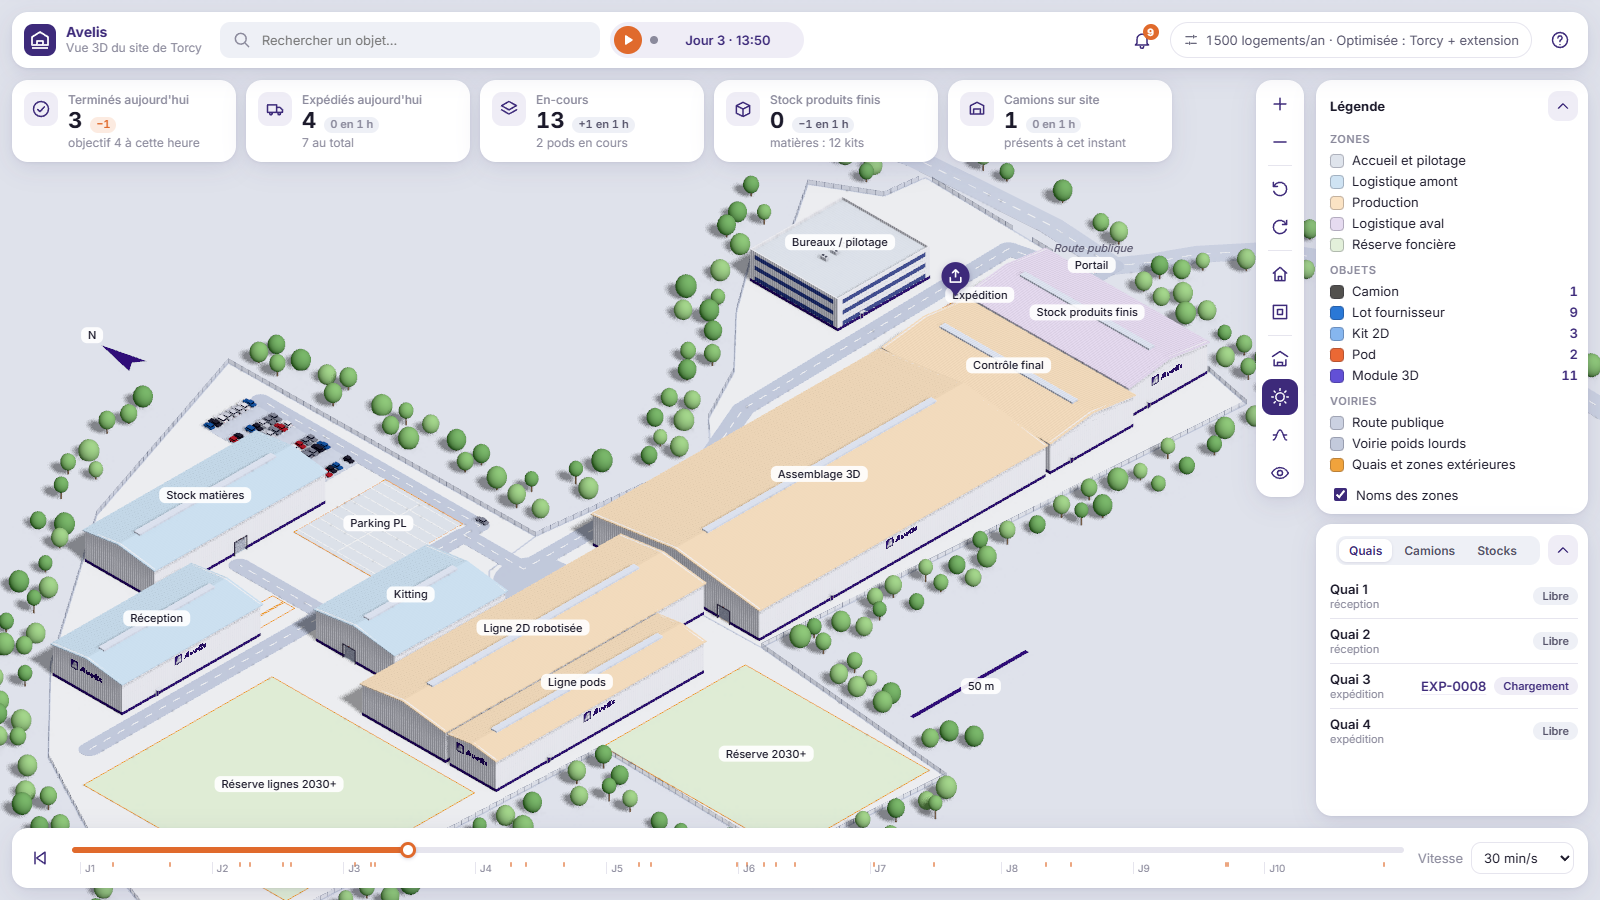 Avelis
Vue 3D du site de Torcy
Rechercher un objet...
Jour 3 · 13:50
9
1 500 logements/an · Optimisée : Torcy + extension
Terminés aujourd'hui
3 −1
objectif 4 à cette heure
Expédiés aujourd'hui
4 0 en 1 h
7 au total
En-cours
13 +1 en 1 h
2 pods en cours
Stock produits finis
0 −1 en 1 h
matières : 12 kits
Camions sur site
1 0 en 1 h
présents à cet instant
Légende
ZONES
Accueil et pilotage
Logistique amont
Production
Logistique aval
Réserve foncière
OBJETS
Camion 1
Lot fournisseur 9
Kit 2D 3
Pod 2
Module 3D 11
VOIRIES
Route publique
Voirie poids lourds
Quais et zones extérieures
Noms des zones
Quais Camions Stocks
Quai 1
réception
Libre
Quai 2
réception
Libre
Quai 3
expédition
EXP-0008 Chargement
Quai 4
expédition
Libre
Bureaux / pilotage
Route publique
Portail
Expédition
Stock produits finis
Contrôle final
Avelis
N
Assemblage 3D
Avelis
Stock matières
Parking PL
Kitting
Réception
Avelis
Avelis
Ligne 2D robotisée
Ligne pods
Avelis
Avelis
50 m
Réserve 2030+
Réserve lignes 2030+
J1 J2 J3 J4 J5 J6 J7 J8 J9 J10
Vitesse 30 min/s